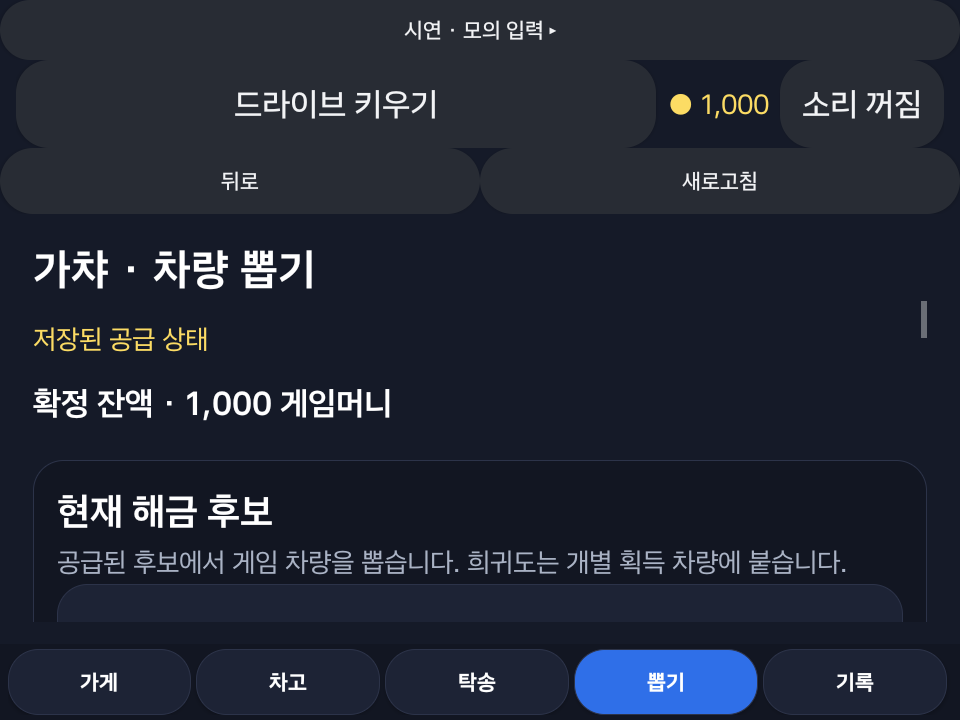 시연 · 모의 입력 ▸
드라이브 키우기
1,000
소리 꺼짐
뒤로
새로고침
가챠 · 차량 뽑기
저장된 공급 상태
확정 잔액 · 1,000 게임머니
현재 해금 후보
공급된 후보에서 게임 차량을 뽑습니다. 희귀도는 개별 획득 차량에 붙습니다.
가게
차고
탁송
뽑기
기록